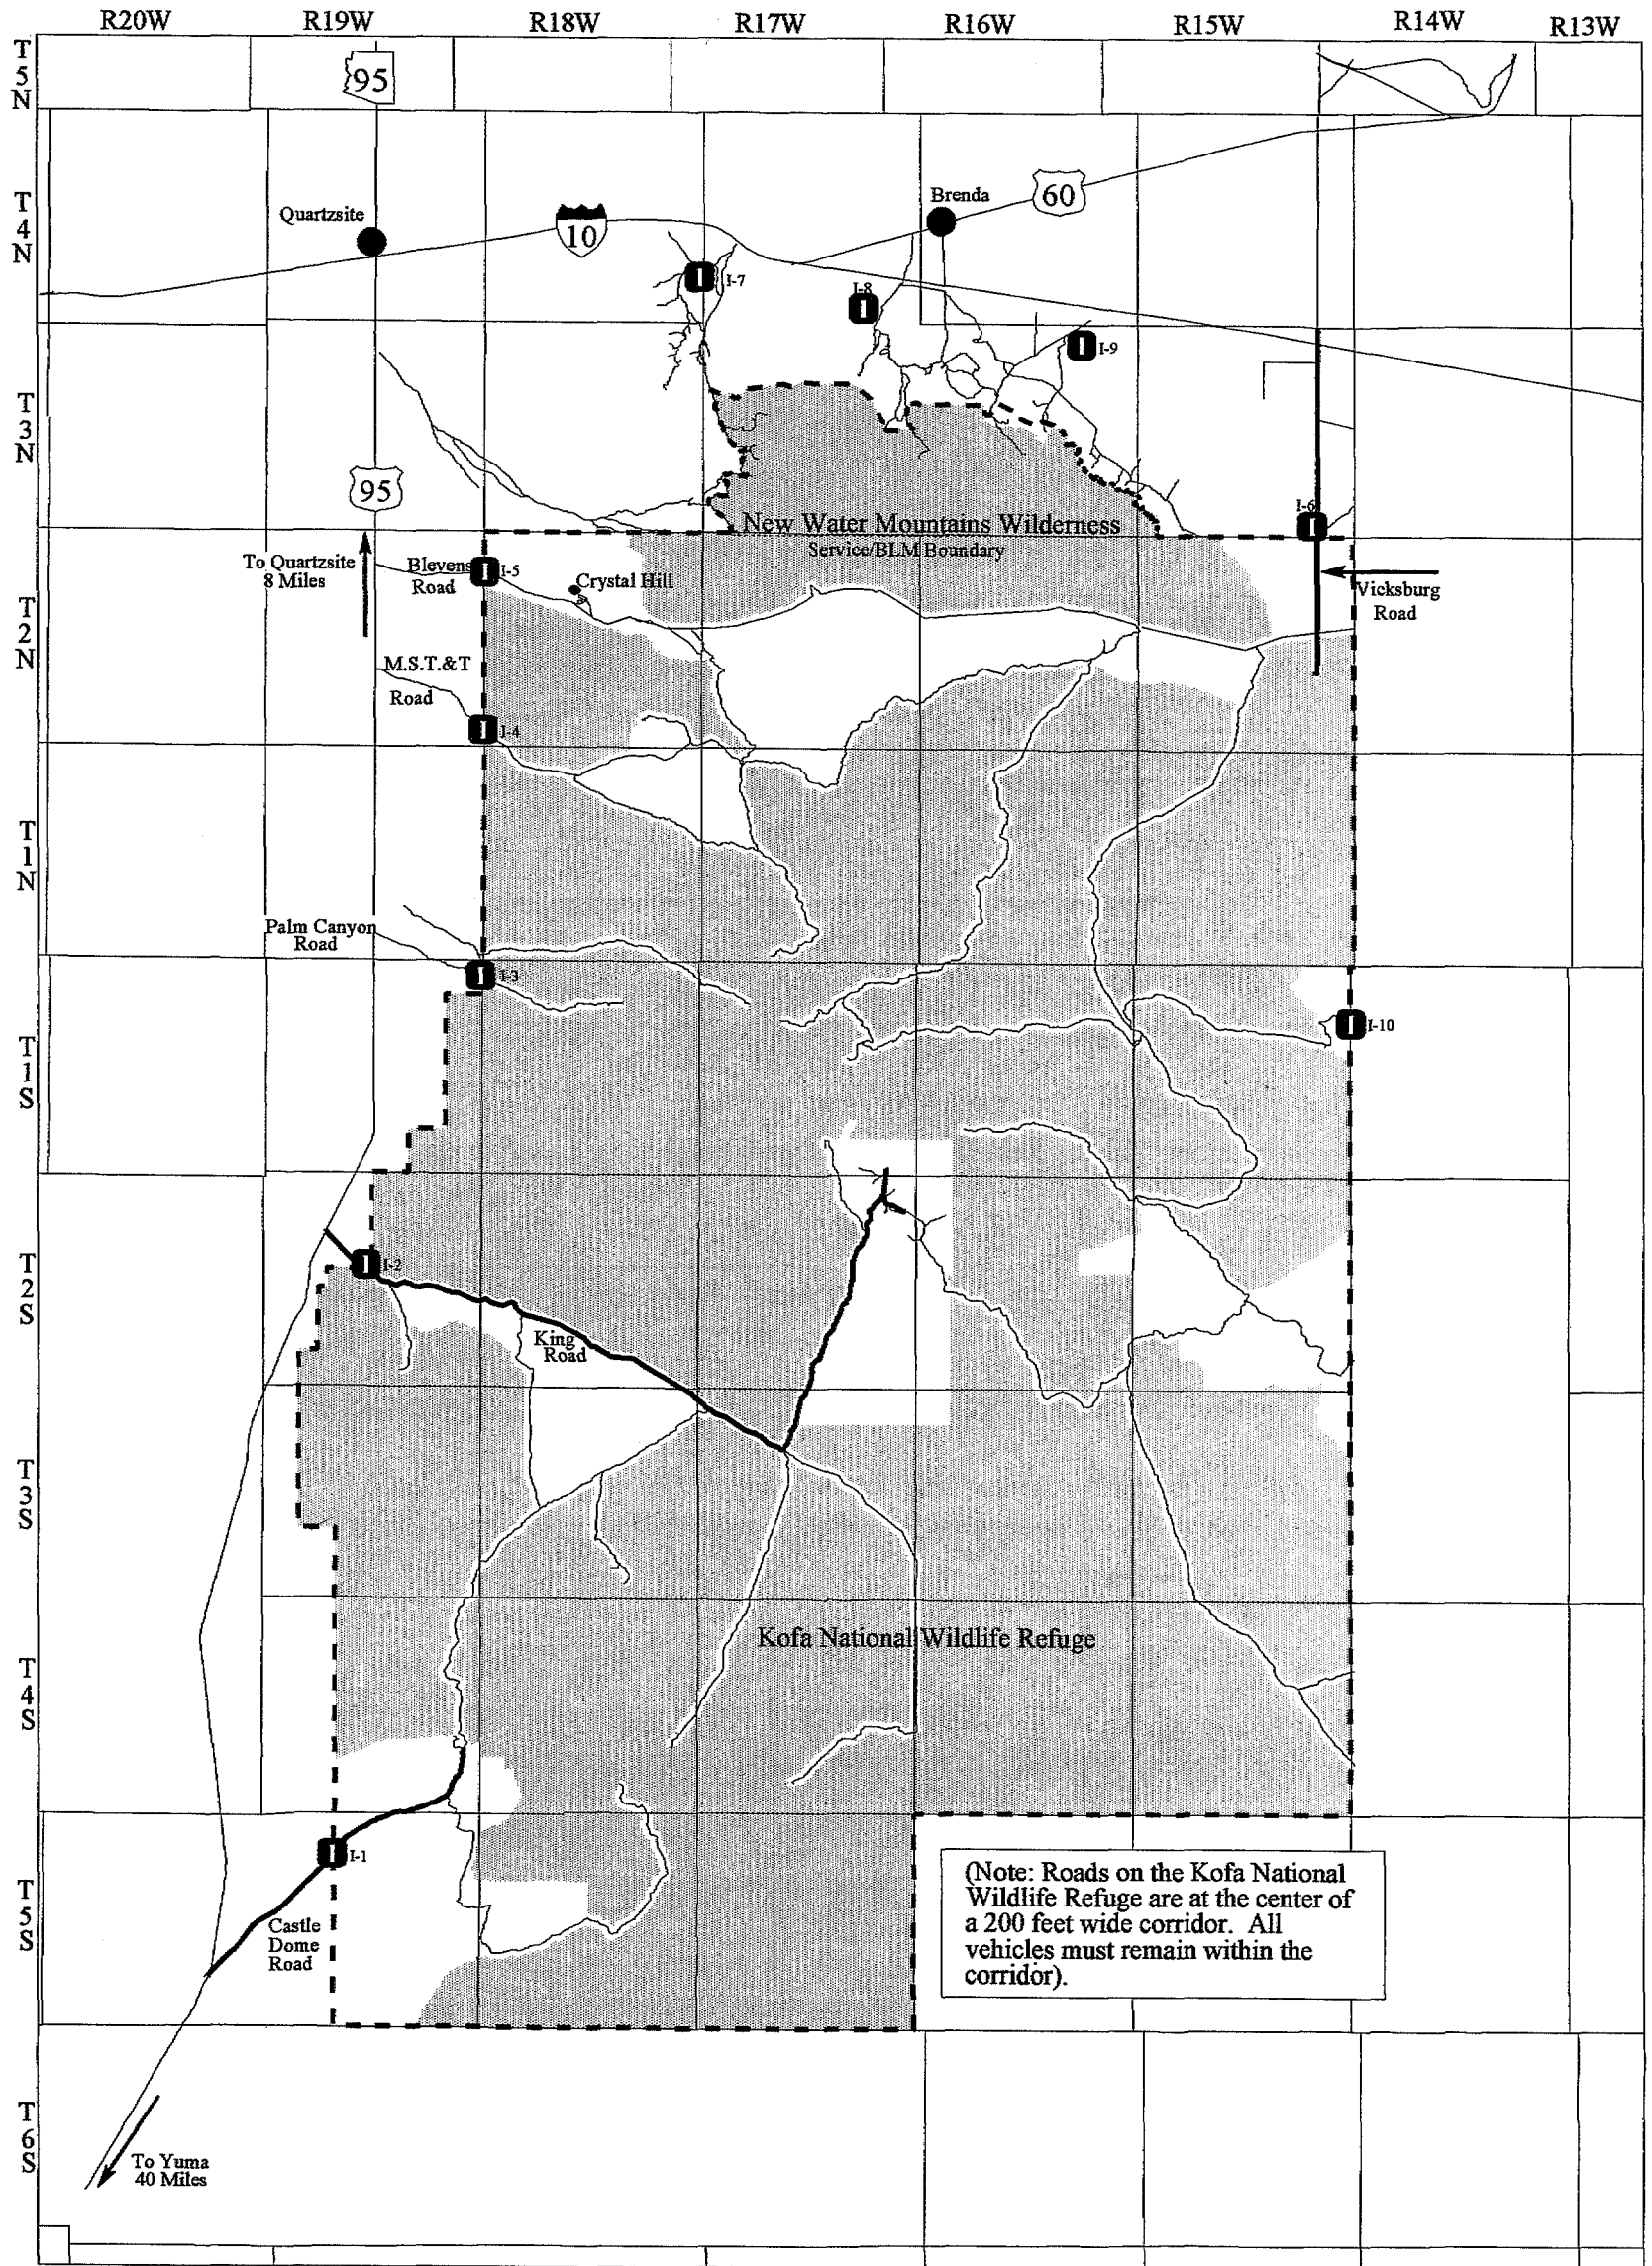 R20W R19W R18W R17W R16W R15W R14W R13W
T5N
95
Quartzsite
10
Brenda
60
T4N
I I-7
I-8
I
I I-9
T3N
95
I-6
I
New Water Mountains Wilderness
Service/BLM Boundary
To Quartzsite
8 Miles
Blevens
Road
I I-5
Crystal Hill
Vicksburg
Road
T2N
M.S.T.&T
Road
I I-4
T1N
Palm Canyon
Road
I I-3
I I-10
T1S
I I-2
T2S
King
Road
T3S
Kofa National Wildlife Refuge
T4S
I I-1
(Note: Roads on the Kofa National
Wildlife Refuge are at the center of
a 200 feet wide corridor. All
vehicles must remain within the
corridor).
T5S
Castle
Dome
Road
T6S
To Yuma
40 Miles